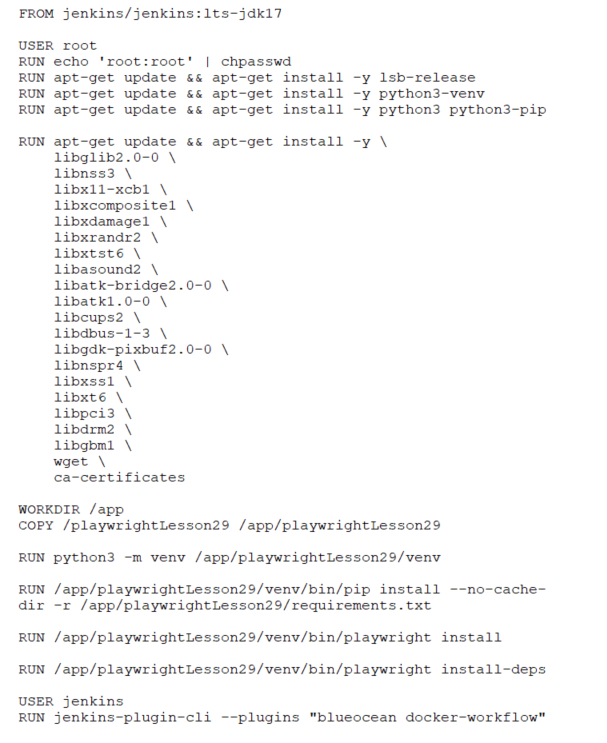 FROM jenkins/jenkins:lts-jdk17
USER root
RUN echo 'root:root' | chpasswd
RUN apt-get update && apt-get install -y lsb-release
RUN apt-get update && apt-get install -y python3-venv
RUN apt-get update && apt-get install -y python3 python3-pip
RUN apt-get update && apt-get install -y \
    libglib2.0-0 \
    libnss3 \
    libx11-xcb1 \
    libxcomposite1 \
    libxdamage1 \
    libxrandr2 \
    libxtst6 \
    libasound2 \
    libatk-bridge2.0-0 \
    libatk1.0-0 \
    libcups2 \
    libdbus-1-3 \
    libgdk-pixbuf2.0-0 \
    libnspr4 \
    libxss1 \
    libxt6 \
    libpci3 \
    libdrm2 \
    libgbm1 \
    wget \
    ca-certificates
WORKDIR /app
COPY /playwrightLesson29 /app/playwrightLesson29
RUN python3 -m venv /app/playwrightLesson29/venv
RUN /app/playwrightLesson29/venv/bin/pip install --no-cache-
dir -r /app/playwrightLesson29/requirements.txt
RUN /app/playwrightLesson29/venv/bin/playwright install
RUN /app/playwrightLesson29/venv/bin/playwright install-deps
USER jenkins
RUN jenkins-plugin-cli --plugins "blueocean docker-workflow"